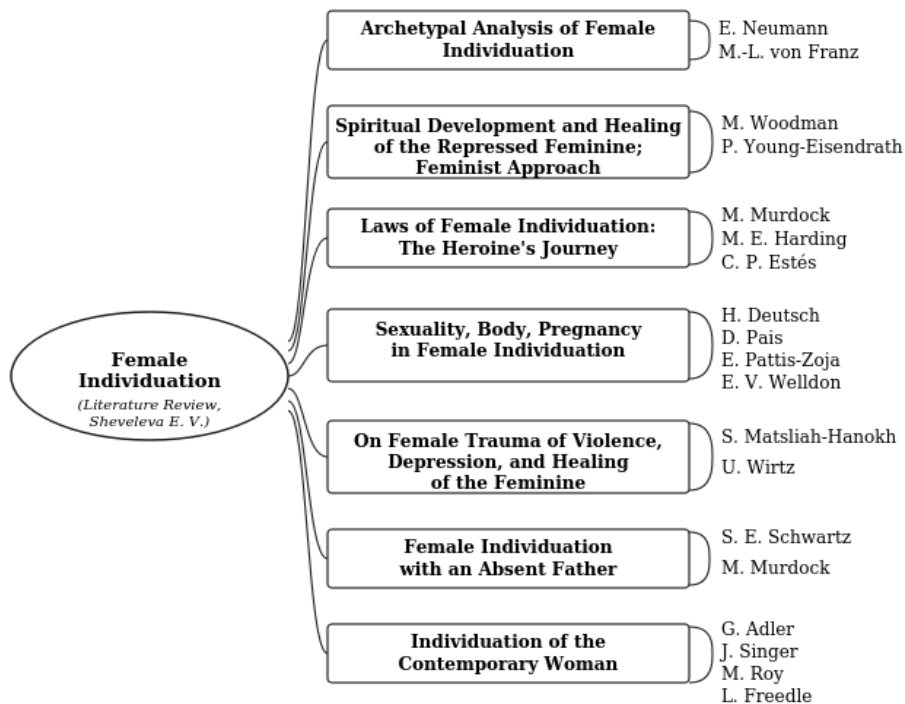 Archetypal Analysis of Female
Individuation
E. Neumann
M.-L. von Franz
Spiritual Development and Healing
of the Repressed Feminine;
Feminist Approach
M. Woodman
P. Young-Eisendrath
Laws of Female Individuation:
The Heroine's Journey
M. Murdock
M. E. Harding
C. P. Estés
Female
Individuation
(Literature Review,
Sheveleva E. V.)
Sexuality, Body, Pregnancy
in Female Individuation
H. Deutsch
D. Pais
E. Pattis-Zoja
E. V. Welldon
On Female Trauma of Violence,
Depression, and Healing
of the Feminine
S. Matsliah-Hanokh
U. Wirtz
Female Individuation
with an Absent Father
S. E. Schwartz
M. Murdock
Individuation of the
Contemporary Woman
G. Adler
J. Singer
M. Roy
L. Freedle